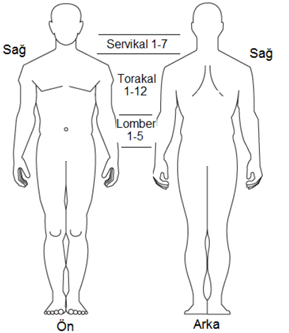 Servikal 1-7
Sağ
Sağ
Torakal
1-12
Lomber
1-5
Ön
Arka